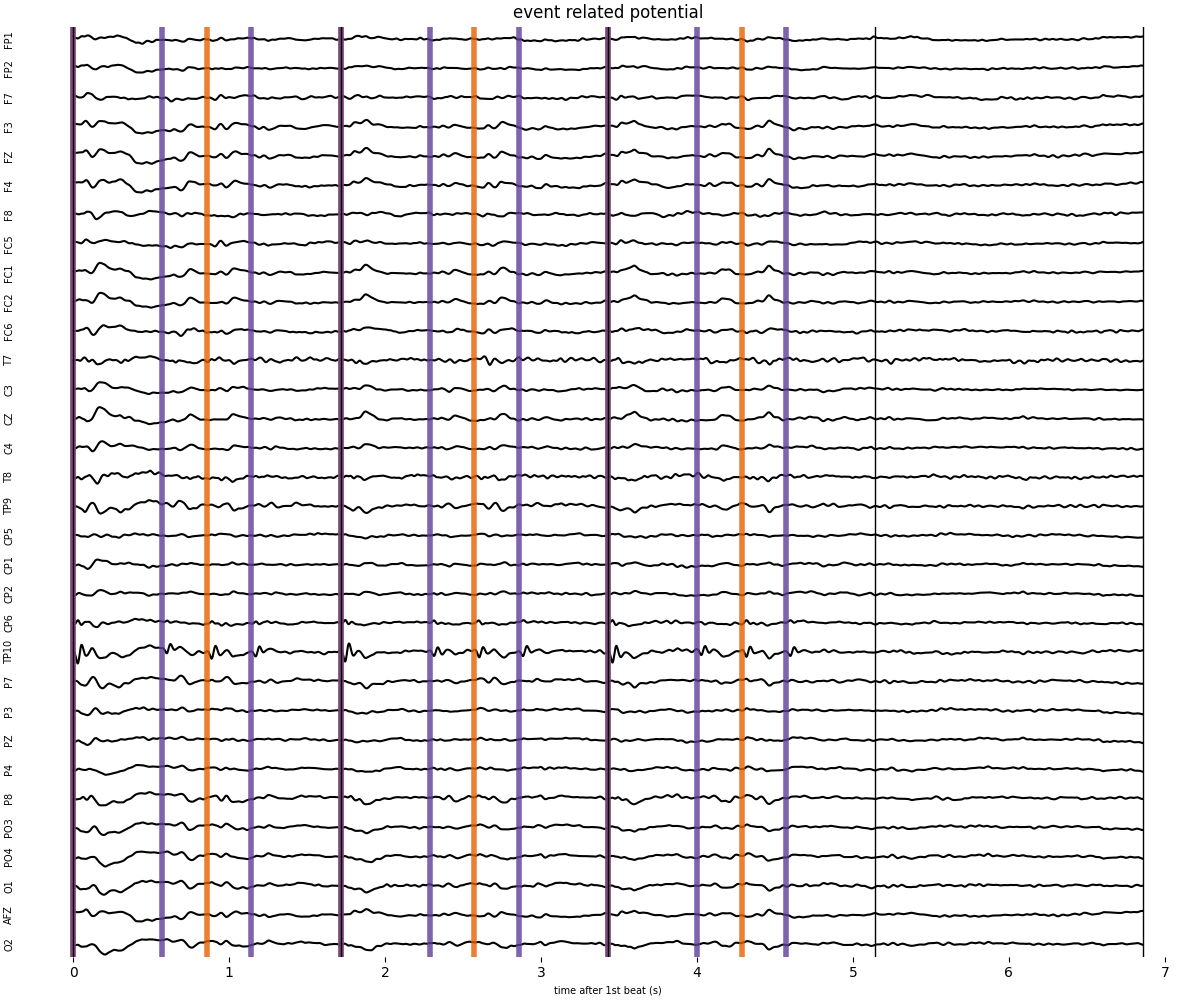 event related potential
FP1
FP2
F7
F3
FZ
F4
F8
FC5
FC1
FC2
FC6
T7
C3
CZ
C4
T8
TP9
CP5
CP1
CP2
CP6
TP10
P7
P3
PZ
P4
P8
PO3
PO4
O1
AFZ
O2
0 1 2 3 4 5 6 7
time after 1st beat (s)